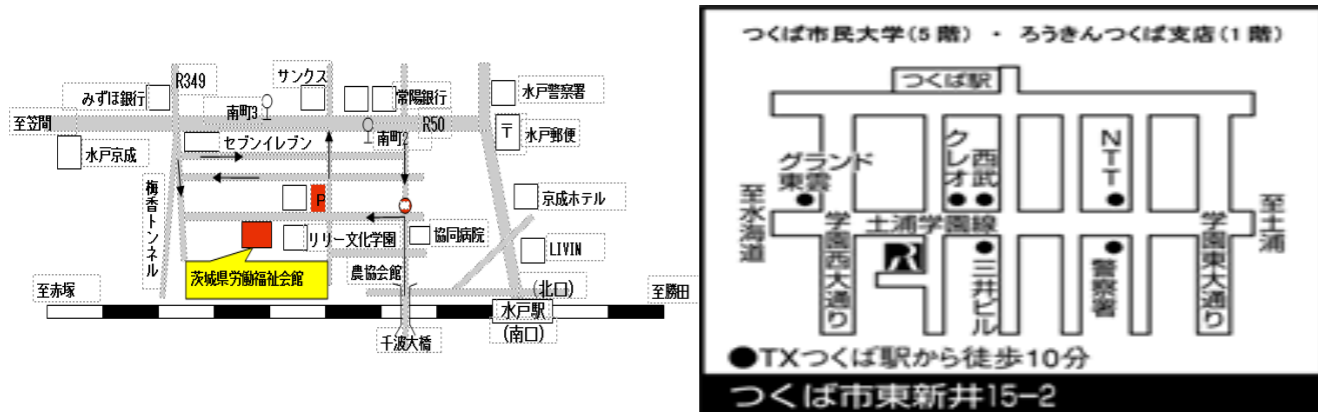 R349
サンクス
みずほ銀行
常陽銀行
水戸警察署
南町3
至笠間
南町2
R50
〒
水戸郵便
セブンイレブン
水戸京成
P
京成ホテル
梅香トンネル
リリー文化学園
協同病院
LIVIN
茨城県労働福祉会館
農協会館
(北口)
至赤塚
至勝田
水戸駅
(南口)
千波大橋
つくば市民大学(5階) ・ ろうきんつくば支店(1階)
つくば駅
クレオ
西武
NTT
グランド
東雲
至水海道
至土浦
土浦学園線
学園西大通り
三井ビル
警察署
学園東大通り
●TXつくば駅から徒歩10分
つくば市東新井15-2